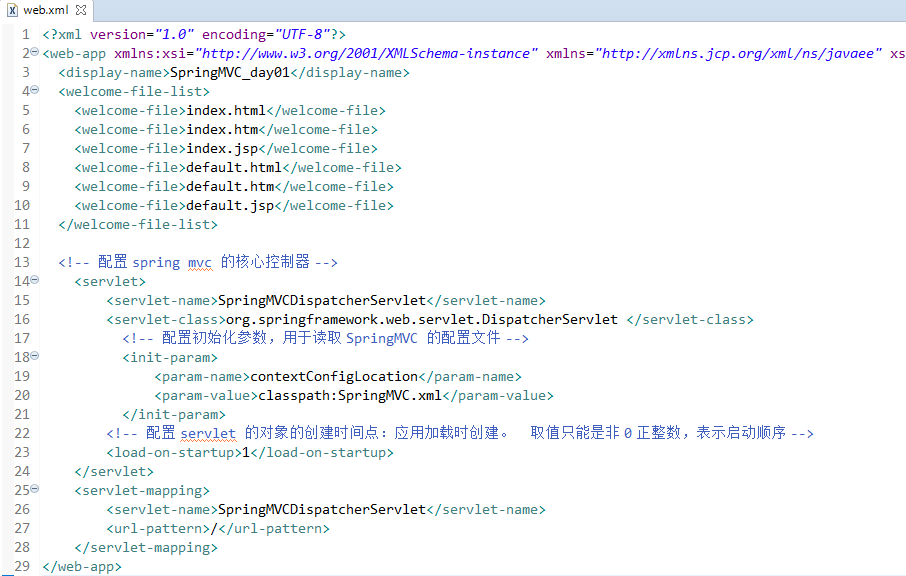 web.xml
1 <?xml version="1.0" encoding="UTF-8"?>
2 <web-app xmlns:xsi="http://www.w3.org/2001/XMLSchema-instance" xmlns="http://xmlns.jcp.org/xml/ns/javaee" xs
3 <display-name>SpringMVC_day01</display-name>
4 <welcome-file-list>
5 <welcome-file>index.html</welcome-file>
6 <welcome-file>index.htm</welcome-file>
7 <welcome-file>index.jsp</welcome-file>
8 <welcome-file>default.html</welcome-file>
9 <welcome-file>default.htm</welcome-file>
10 <welcome-file>default.jsp</welcome-file>
11 </welcome-file-list>
12
13 <!-- 配置 spring mvc 的核心控制器 -->
14 <servlet>
15 <servlet-name>SpringMVCDispatcherServlet</servlet-name>
16 <servlet-class>org.springframework.web.servlet.DispatcherServlet </servlet-class>
17 <!-- 配置初始化参数，用于读取 SpringMVC 的配置文件 -->
18 <init-param>
19 <param-name>contextConfigLocation</param-name>
20 <param-value>classpath:SpringMVC.xml</param-value>
21 </init-param>
22 <!-- 配置 servlet 的对象的创建时间点：应用加载时创建。 取值只能是非 0 正整数，表示启动顺序 -->
23 <load-on-startup>1</load-on-startup>
24 </servlet>
25 <servlet-mapping>
26 <servlet-name>SpringMVCDispatcherServlet</servlet-name>
27 <url-pattern>/</url-pattern>
28 </servlet-mapping>
29 </web-app>